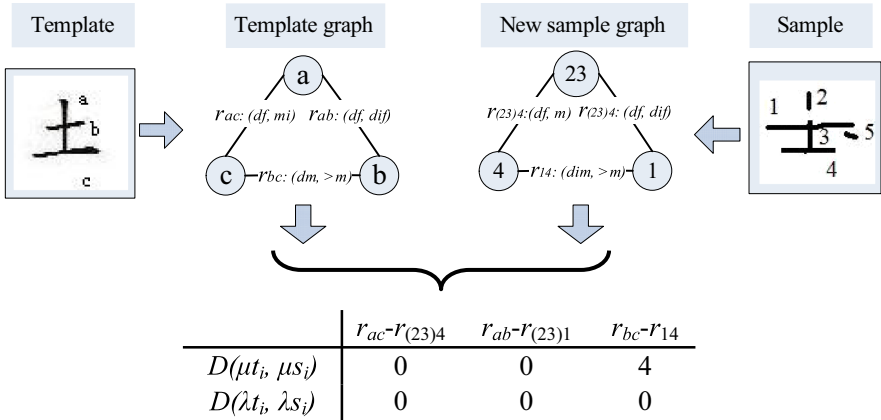 Template Template graph New sample graph Sample
a
b
c
a
r_ac: (df, mi) r_ab: (df, dif)
c r_bc: (dm, >m) b
23
r_(23)4:(df, m) r_(23)4: (df, dif)
4 r_14: (dim, >m) 1
1 2
3 5
4
r_ac-r_(23)4 r_ab-r_(23)1 r_bc-r_14
D(μt_i, μs_i) 0 0 4
D(λt_i, λs_i) 0 0 0